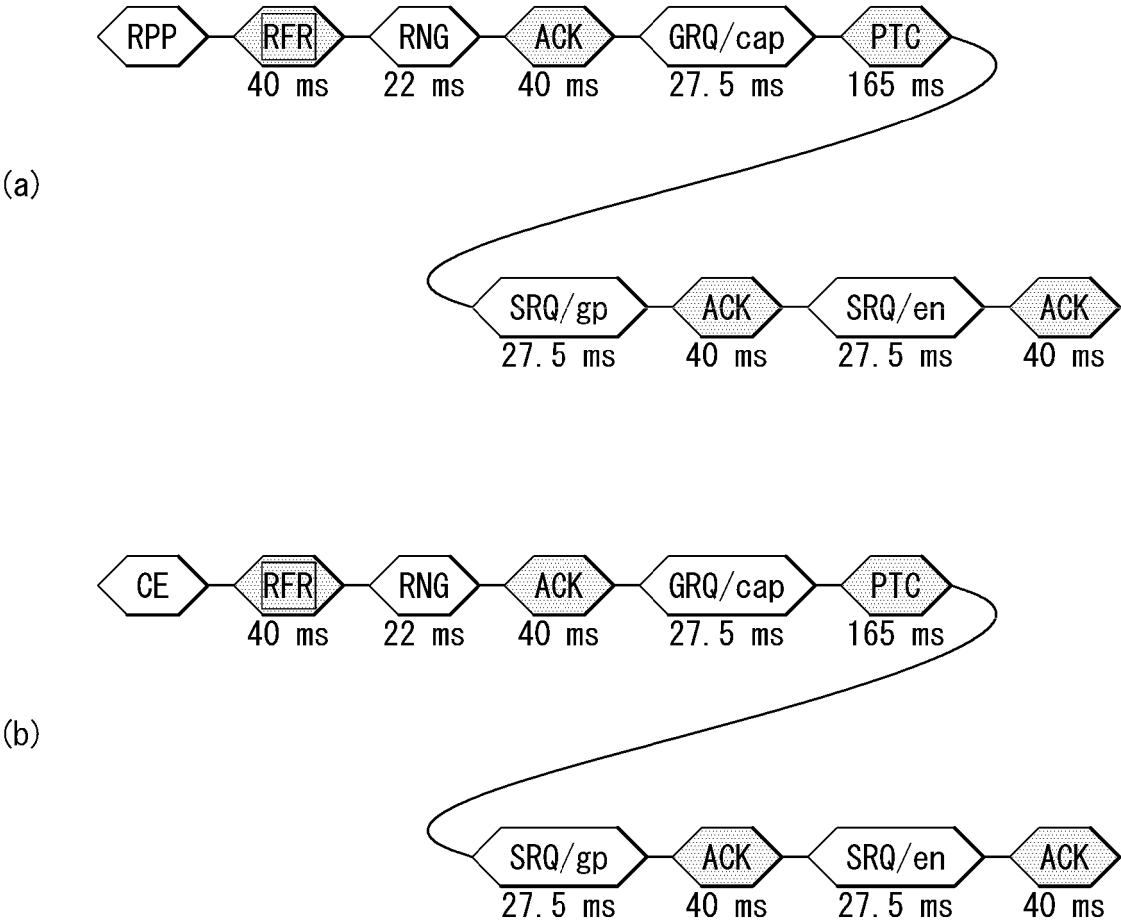 RPP RFR RNG ACK GRQ/cap PTC
40 ms 22 ms 40 ms 27.5 ms 165 ms
(a)
SRQ/gp ACK SRQ/en ACK
27.5 ms 40 ms 27.5 ms 40 ms
CE RFR RNG ACK GRQ/cap PTC
40 ms 22 ms 40 ms 27.5 ms 165 ms
(b)
SRQ/gp ACK SRQ/en ACK
27.5 ms 40 ms 27.5 ms 40 ms